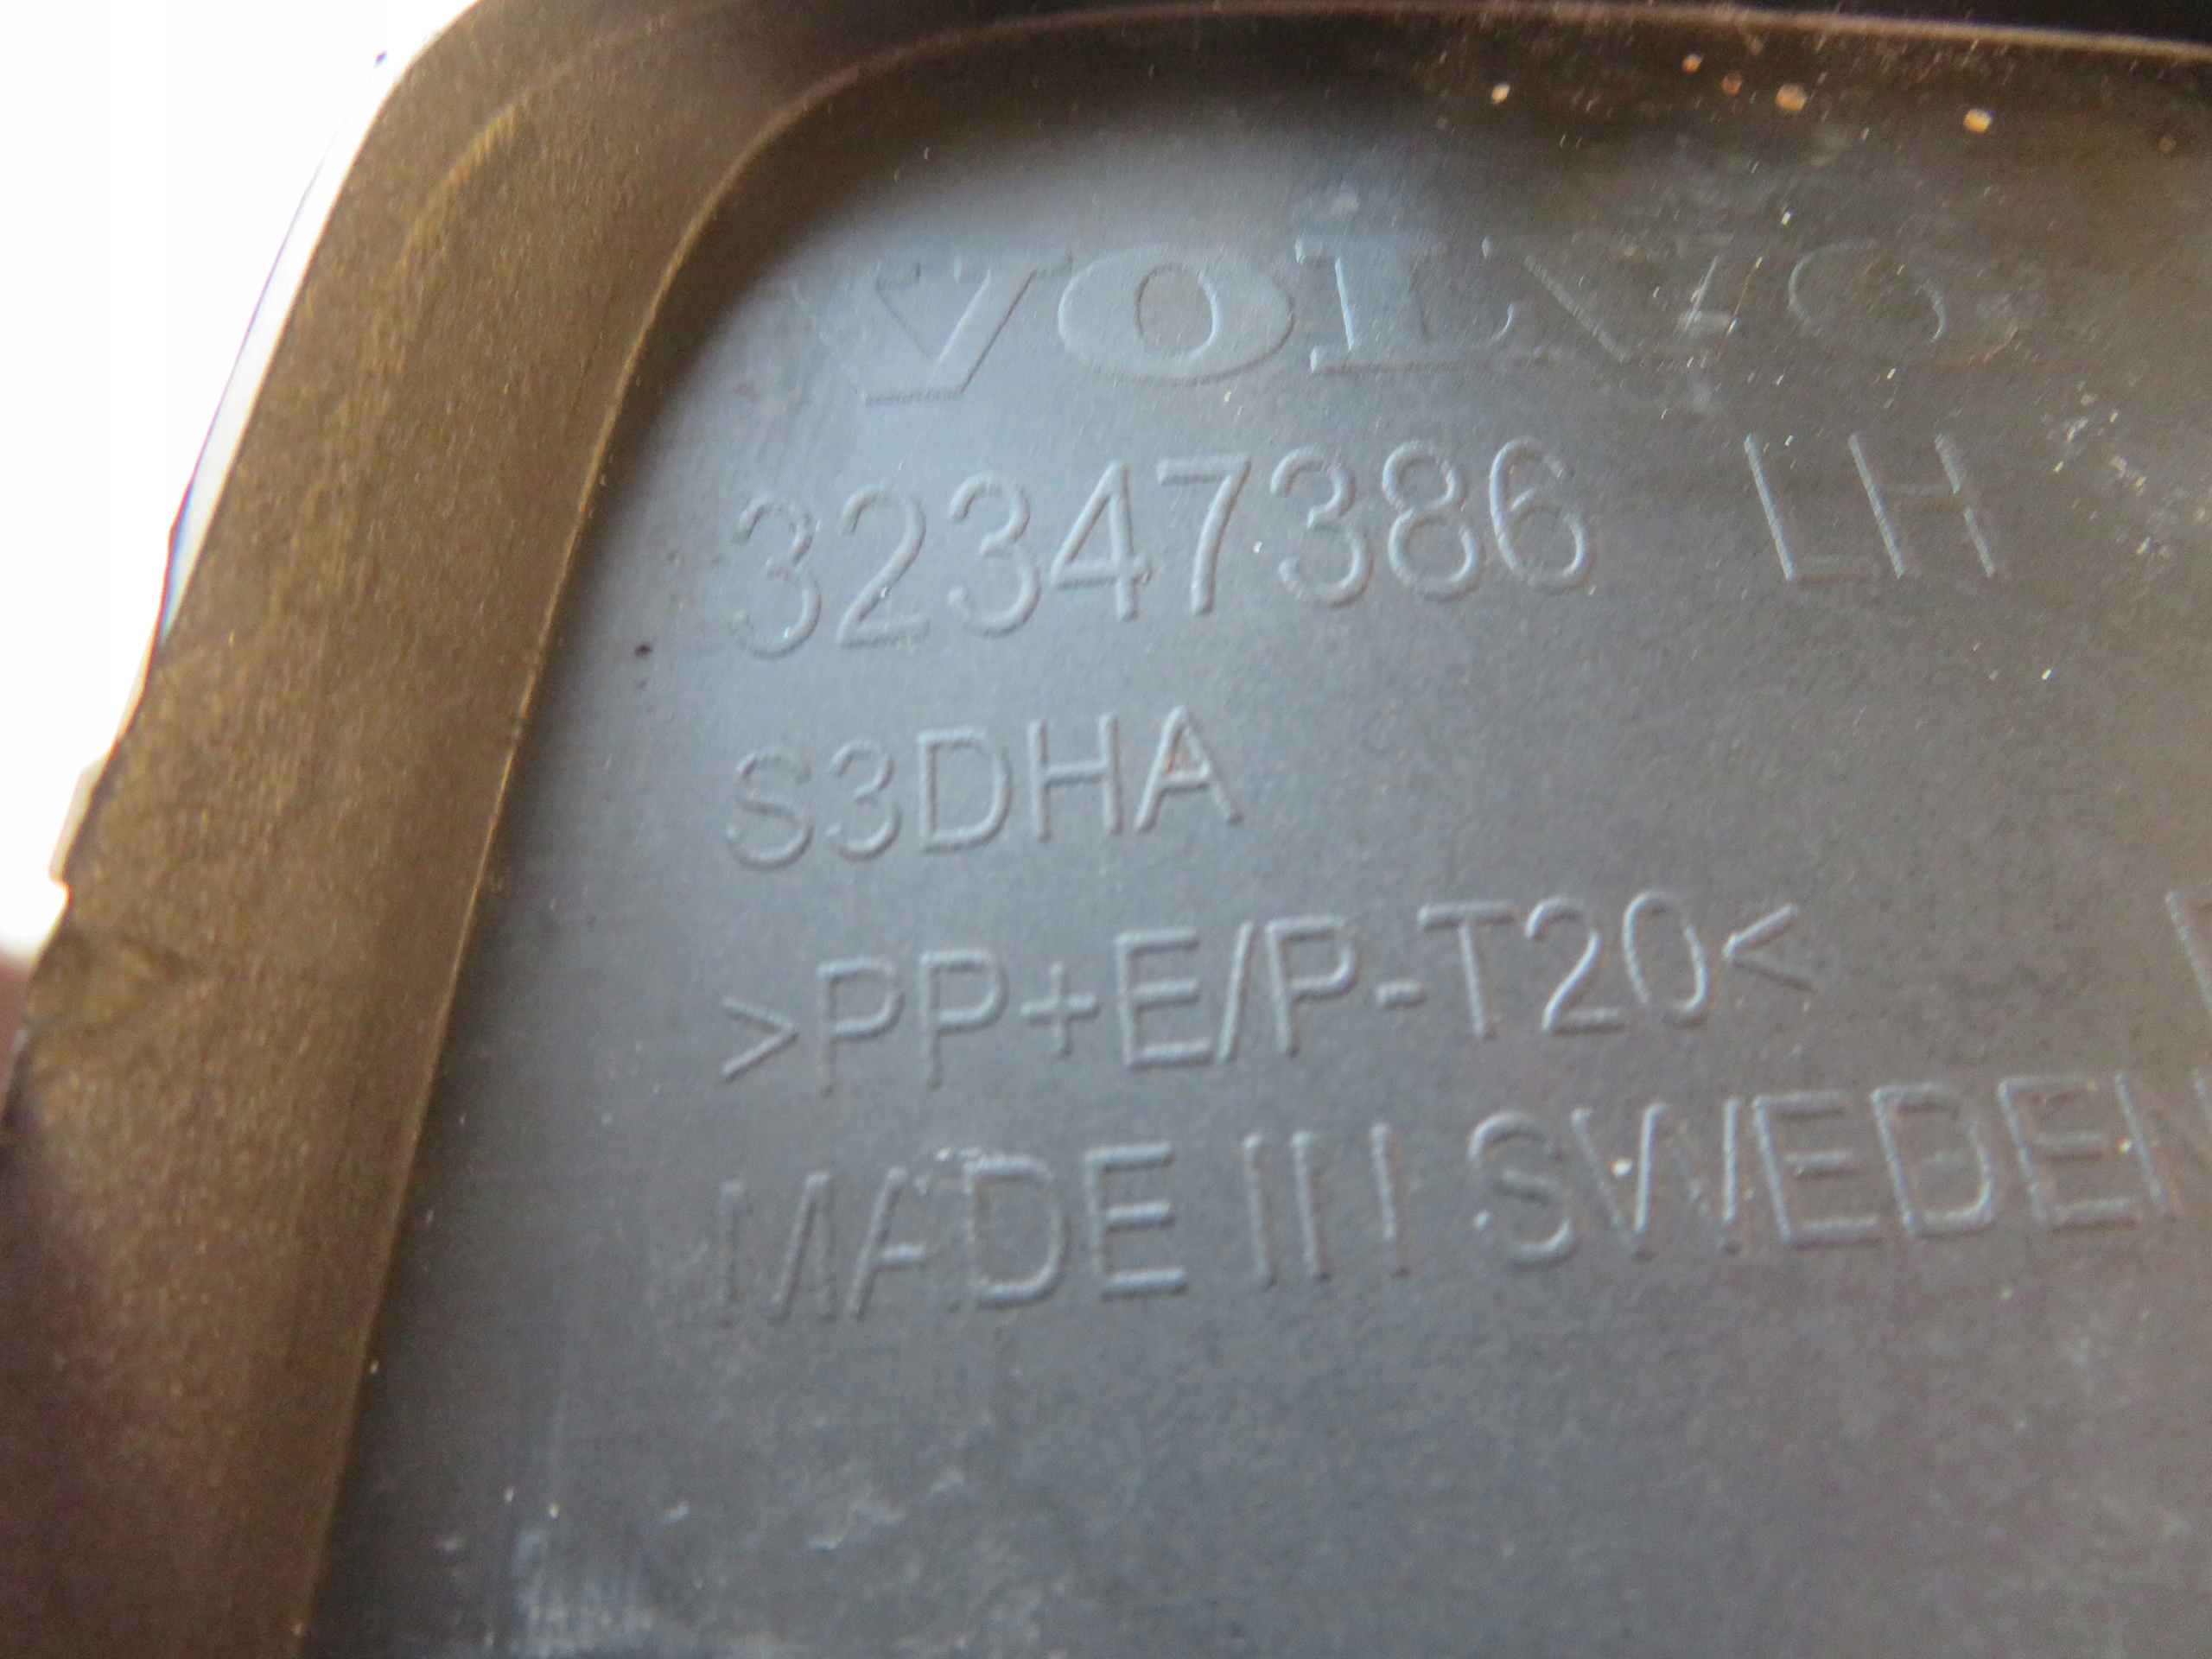 VOLVO
32347386 LH
S3DHA
>PP+E/P-T20<
MADE IN SWEDEN